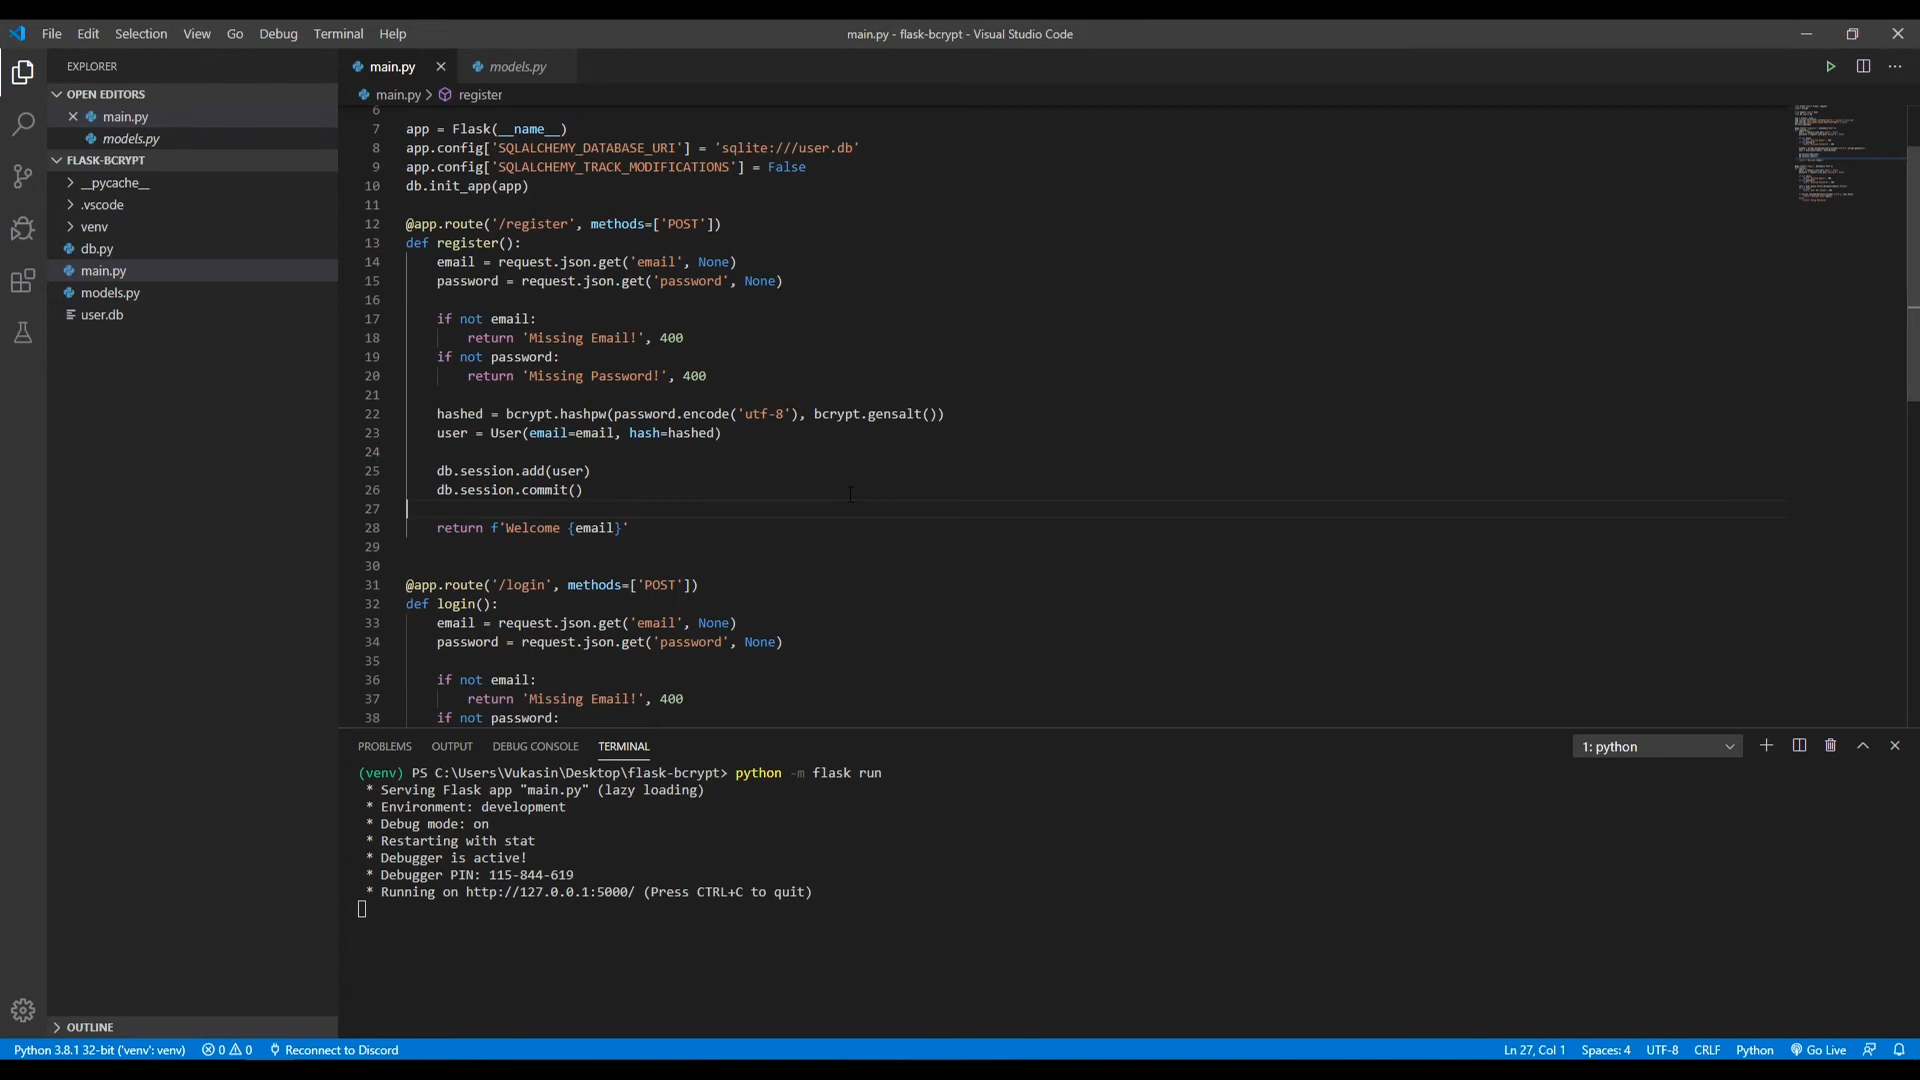 File Edit Selection View Go Debug Terminal Help
main.py - flask-bcrypt - Visual Studio Code
EXPLORER
OPEN EDITORS
main.py
models.py
FLASK-BCRYPT
__pycache__
.vscode
venv
db.py
main.py
models.py
user.db
OUTLINE
main.py models.py
main.py > register
6
7 app = Flask(__name__)
8 app.config['SQLALCHEMY_DATABASE_URI'] = 'sqlite:///user.db'
9 app.config['SQLALCHEMY_TRACK_MODIFICATIONS'] = False
10 db.init_app(app)
11
12 @app.route('/register', methods=['POST'])
13 def register():
14 email = request.json.get('email', None)
15 password = request.json.get('password', None)
16
17 if not email:
18 return 'Missing Email!', 400
19 if not password:
20 return 'Missing Password!', 400
21
22 hashed = bcrypt.hashpw(password.encode('utf-8'), bcrypt.gensalt())
23 user = User(email=email, hash=hashed)
24
25 db.session.add(user)
26 db.session.commit()
27
28 return f'Welcome {email}'
29
30
31 @app.route('/login', methods=['POST'])
32 def login():
33 email = request.json.get('email', None)
34 password = request.json.get('password', None)
35
36 if not email:
37 return 'Missing Email!', 400
38 if not password:
PROBLEMS OUTPUT DEBUG CONSOLE TERMINAL
1: python
(venv) PS C:\Users\Vukasin\Desktop\flask-bcrypt> python -m flask run
* Serving Flask app "main.py" (lazy loading)
* Environment: development
* Debug mode: on
* Restarting with stat
* Debugger is active!
* Debugger PIN: 115-844-619
* Running on http://127.0.0.1:5000/ (Press CTRL+C to quit)
Python 3.8.1 32-bit ('venv': venv) 0 0 Reconnect to Discord
Ln 27, Col 1 Spaces: 4 UTF-8 CRLF Python Go Live